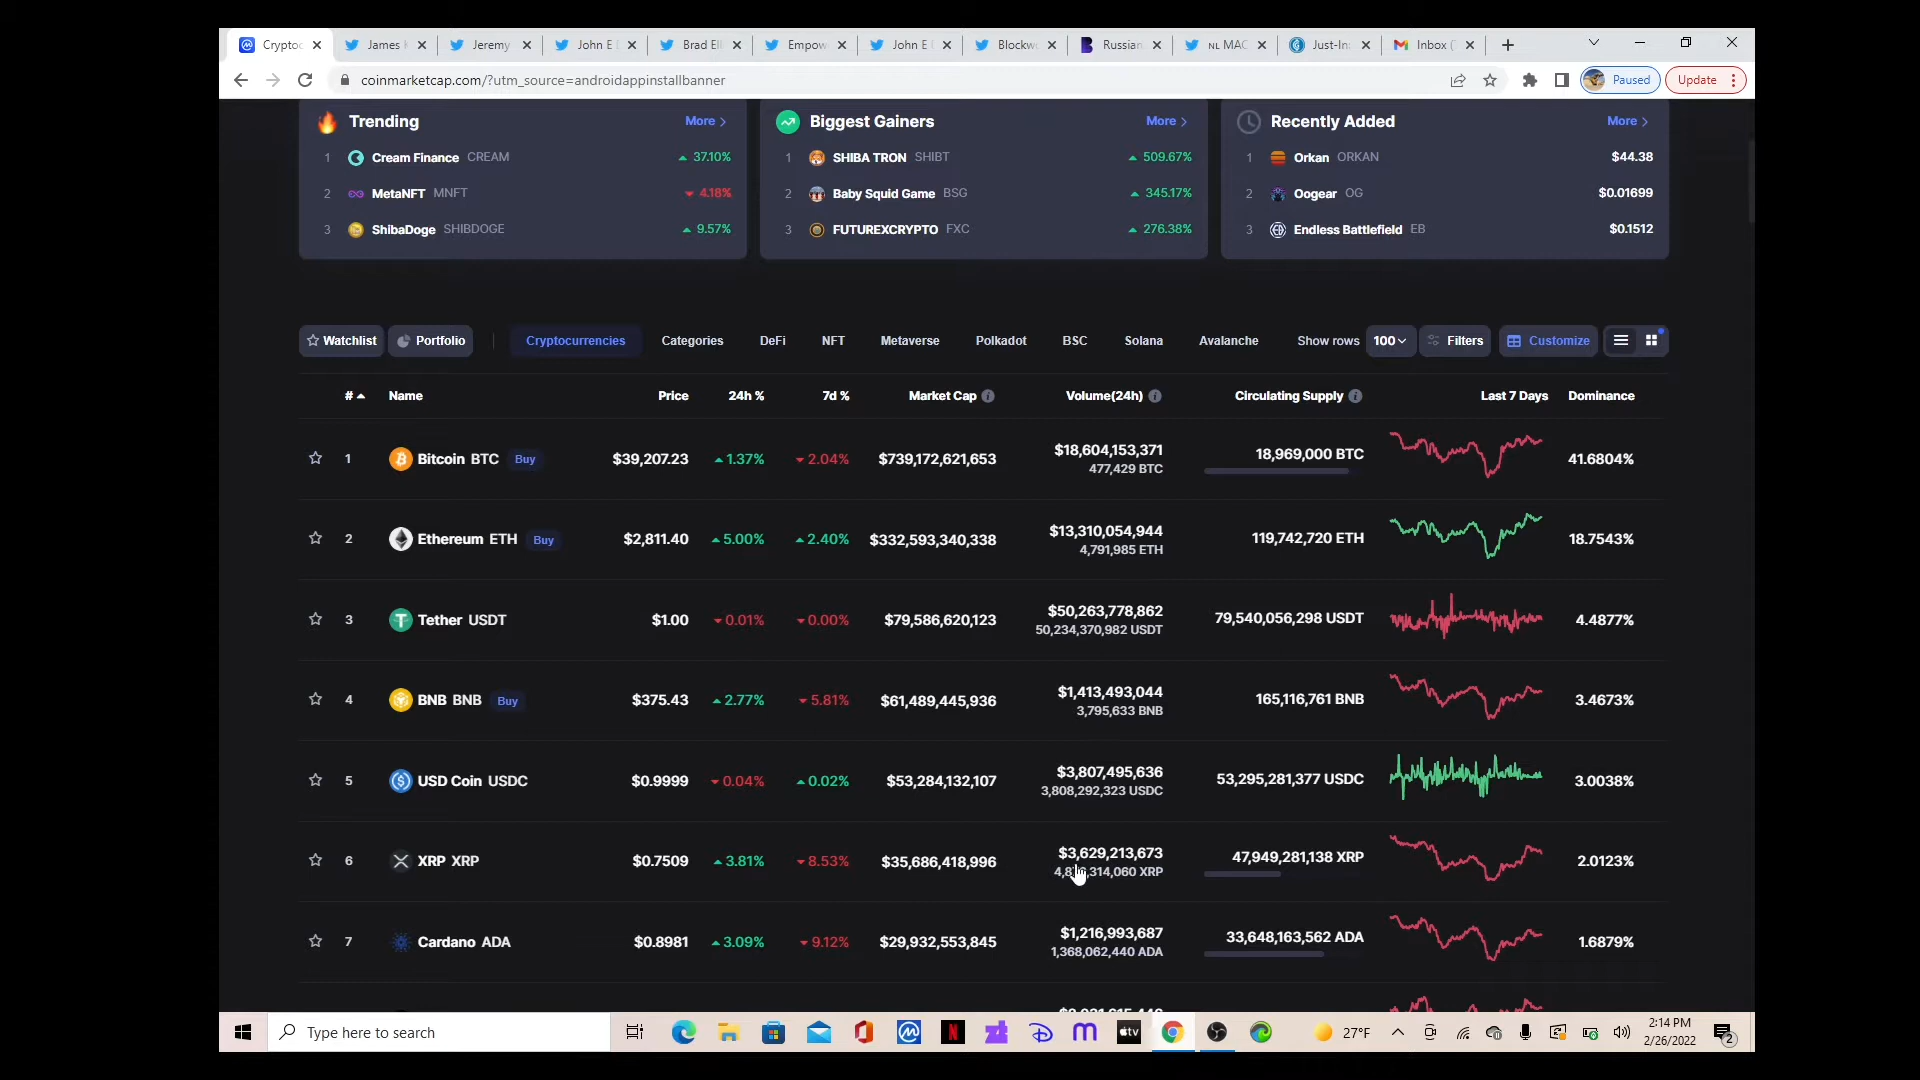 Cryptoc
James
Jeremy
John E
Brad Ell
Empow
John E
Blockwo
Russian
NL MAC
Just-In
Inbox (
coinmarketcap.com/?utm_source=androidappinstallbanner
Paused
Update
Trending More >
1 Cream Finance CREAM 37.10%
2 MetaNFT MNFT 4.18%
3 ShibaDoge SHIBDOGE 9.57%
Biggest Gainers More >
1 SHIBA TRON SHIBT 509.67%
2 Baby Squid Game BSG 345.17%
3 FUTUREXCRYPTO FXC 276.38%
Recently Added More >
1 Orkan ORKAN $44.38
2 Oogear OG $0.01699
3 Endless Battlefield EB $0.1512
Watchlist Portfolio Cryptocurrencies Categories DeFi NFT Metaverse Polkadot BSC Solana Avalanche Show rows 100 Filters Customize
# Name Price 24h % 7d % Market Cap Volume(24h) Circulating Supply Last 7 Days Dominance
1 Bitcoin BTC Buy $39,207.23 1.37% 2.04% $739,172,621,653 $18,604,153,371 18,969,000 BTC 41.6804%
477,429 BTC
2 Ethereum ETH Buy $2,811.40 5.00% 2.40% $332,593,340,338 $13,310,054,944 119,742,720 ETH 18.7543%
4,791,985 ETH
3 Tether USDT $1.00 0.01% 0.00% $79,586,620,123 $50,263,778,862 79,540,056,298 USDT 4.4877%
50,234,370,982 USDT
4 BNB BNB Buy $375.43 2.77% 5.81% $61,489,445,936 $1,413,493,044 165,116,761 BNB 3.4673%
3,795,633 BNB
5 USD Coin USDC $0.9999 0.04% 0.02% $53,284,132,107 $3,807,495,636 53,295,281,377 USDC 3.0038%
3,808,292,323 USDC
6 XRP XRP $0.7509 3.81% 8.53% $35,686,418,996 $3,629,213,673 47,949,281,138 XRP 2.0123%
XRP
7 Cardano ADA $0.8981 3.09% 9.12% $29,932,553,845 $1,216,993,687 33,648,163,562 ADA 1.6879%
1,368,062,440 ADA
Type here to search
27°F
2:14 PM
2/26/2022
2